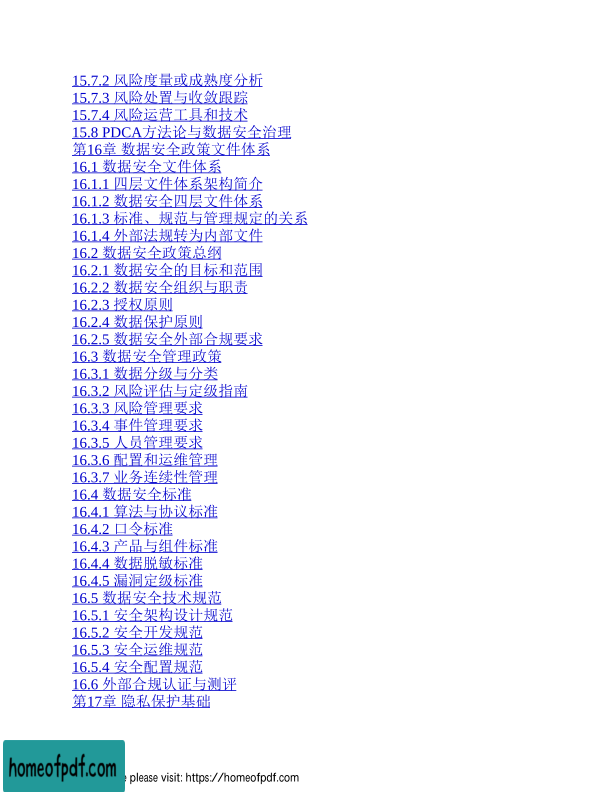 15.7.2 风险度量或成熟度分析
15.7.3 风险处置与收敛跟踪
15.7.4 风险运营工具和技术
15.8 PDCA方法论与数据安全治理
第16章 数据安全政策文件体系
16.1 数据安全文件体系
16.1.1 四层文件体系架构简介
16.1.2 数据安全四层文件体系
16.1.3 标准、规范与管理规定的关系
16.1.4 外部法规转为内部文件
16.2 数据安全政策总纲
16.2.1 数据安全的目标和范围
16.2.2 数据安全组织与职责
16.2.3 授权原则
16.2.4 数据保护原则
16.2.5 数据安全外部合规要求
16.3 数据安全管理政策
16.3.1 数据分级与分类
16.3.2 风险评估与定级指南
16.3.3 风险管理要求
16.3.4 事件管理要求
16.3.5 人员管理要求
16.3.6 配置和运维管理
16.3.7 业务连续性管理
16.4 数据安全标准
16.4.1 算法与协议标准
16.4.2 口令标准
16.4.3 产品与组件标准
16.4.4 数据脱敏标准
16.4.5 漏洞定级标准
16.5 数据安全技术规范
16.5.1 安全架构设计规范
16.5.2 安全开发规范
16.5.3 安全运维规范
16.5.4 安全配置规范
16.6 外部合规认证与测评
第17章 隐私保护基础
homeofpdf.com
e please visit: https://homeofpdf.com